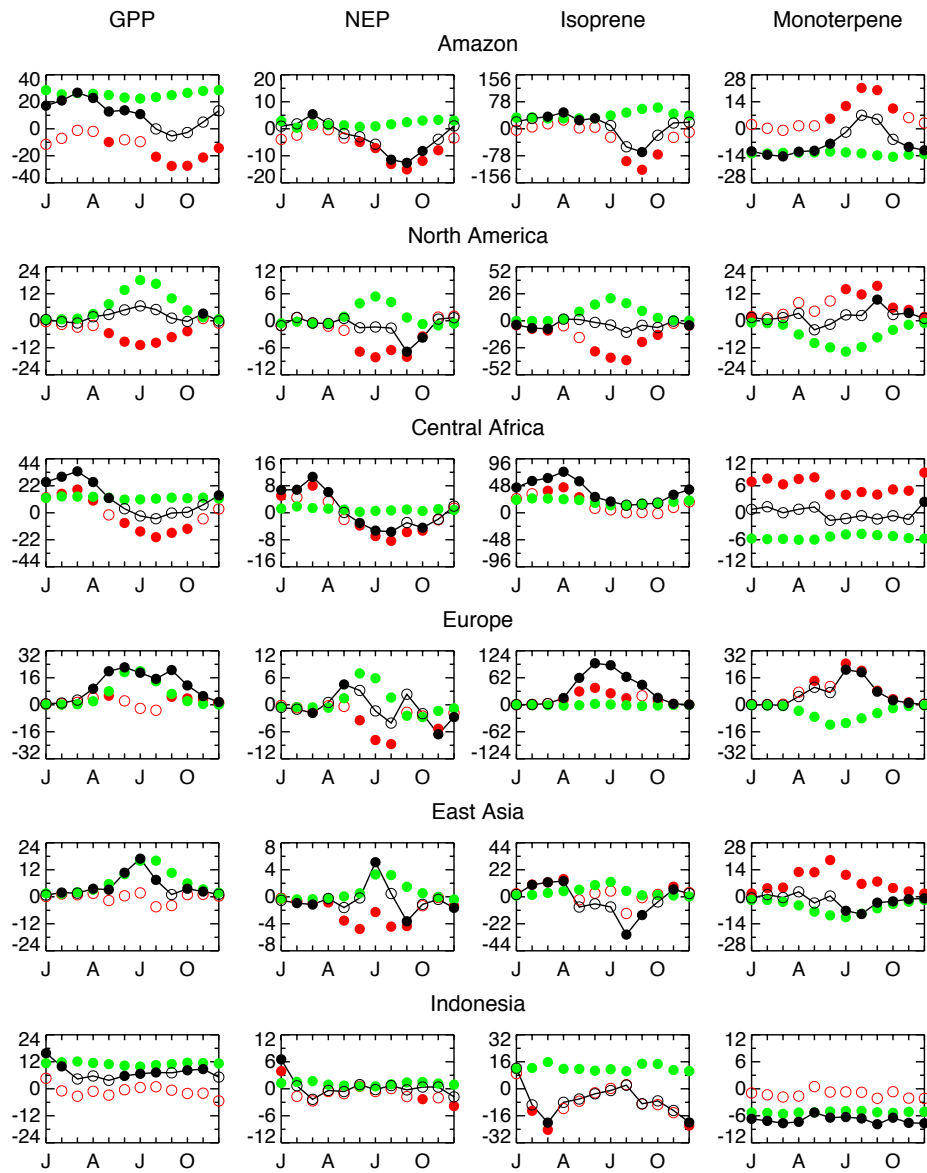 GPP NEP Isoprene Monoterpene
Amazon
40 20 156 28
20 10 78 14
0 0 0 0
-20 -10 -78 -14
-40 -20 -156 -28
J A J O J A J O J A J O J A J O
North America
24 12 52 24
12 6 26 12
0 0 0 0
-12 -6 -26 -12
-24 -12 -52 -24
J A J O J A J O J A J O J A J O
Central Africa
44 16 96 12
22 8 48 6
0 0 0 0
-22 -8 -48 -6
-44 -16 -96 -12
J A J O J A J O J A J O J A J O
Europe
32 12 124 32
16 6 62 16
0 0 0 0
-16 -6 -62 -16
-32 -12 -124 -32
J A J O J A J O J A J O J A J O
East Asia
24 8 44 28
12 4 22 14
0 0 0 0
-12 -4 -22 -14
-24 -8 -44 -28
J A J O J A J O J A J O J A J O
Indonesia
24 12 32 12
12 6 16 6
0 0 0 0
-12 -6 -16 -6
-24 -12 -32 -12
J A J O J A J O J A J O J A J O